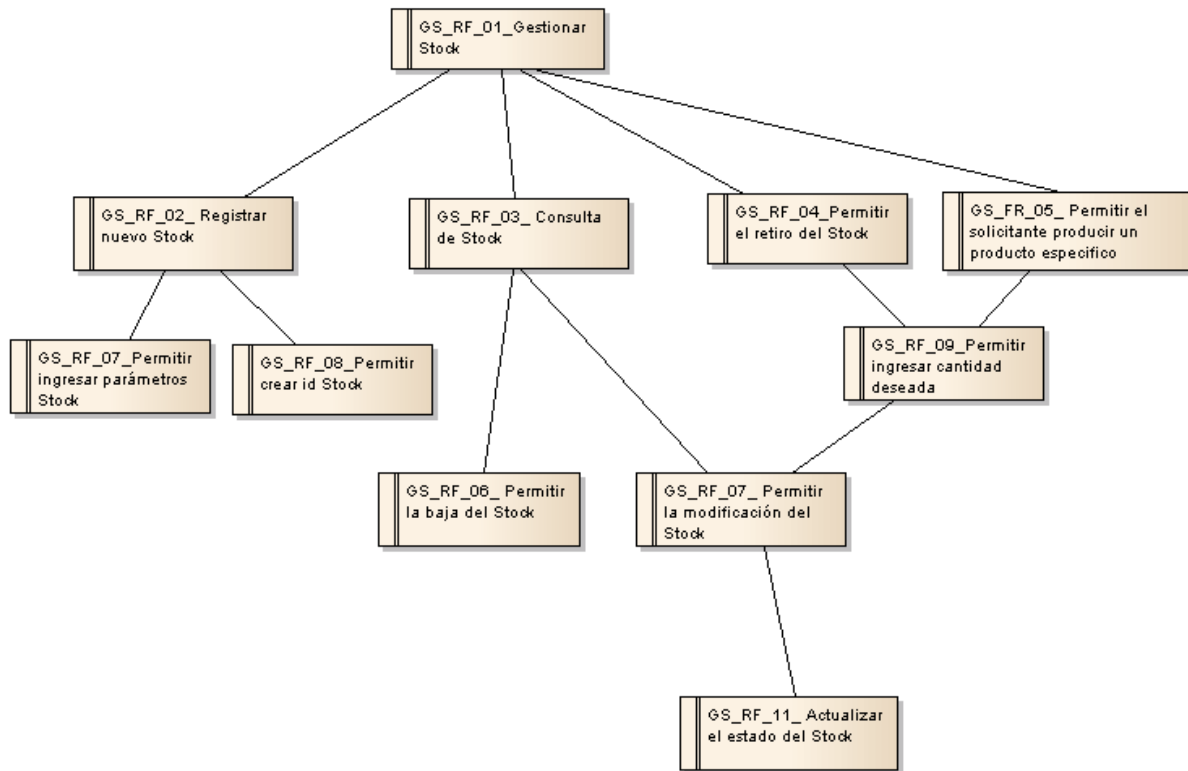 GS_RF_01_Gestionar
Stock
GS_RF_02_ Registrar
nuevo Stock
GS_RF_03_ Consulta
de Stock
GS_RF_04_Permitir
el retiro del Stock
GS_FR_05_ Permitir el
solicitante producir un
producto especifico
GS_RF_07_Permitir
ingresar parámetros
Stock
GS_RF_08_Permitir
crear id Stock
GS_RF_09_Permitir
ingresar cantidad
deseada
GS_RF_06_ Permitir
la baja del Stock
GS_RF_07_ Permitir
la modificación del
Stock
GS_RF_11_ Actualizar
el estado del Stock